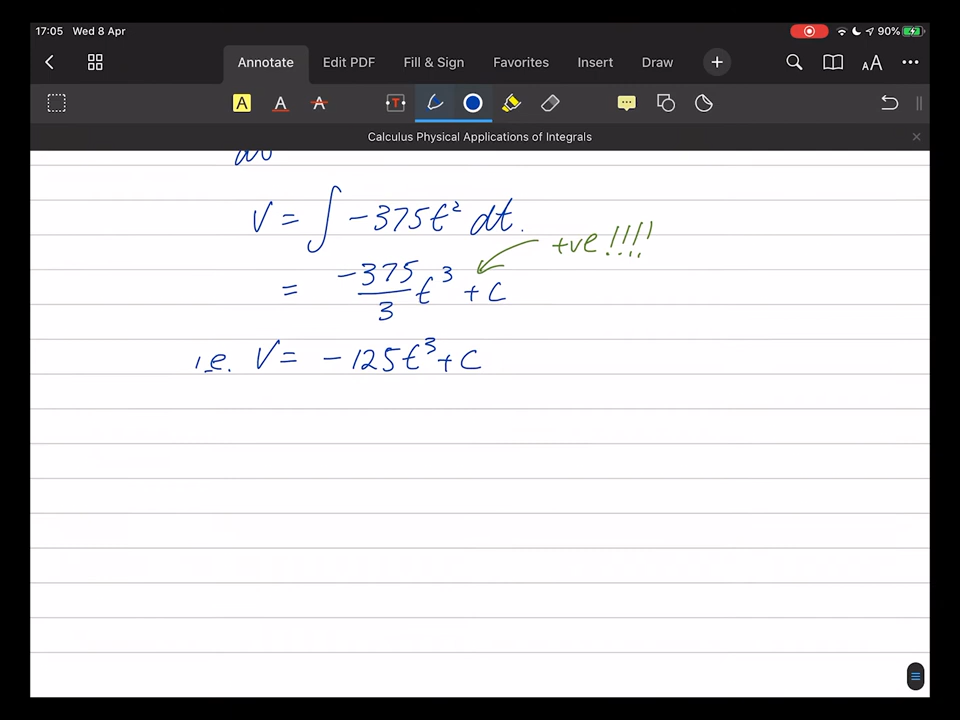 17:05 Wed 8 Apr 90%
Annotate Edit PDF Fill & Sign Favorites Insert Draw
Calculus Physical Applications of Integrals
V = ∫ -375t² dt.
+ve !!!!
= -375/3 t³ + c
i.e. V = -125t³ + c